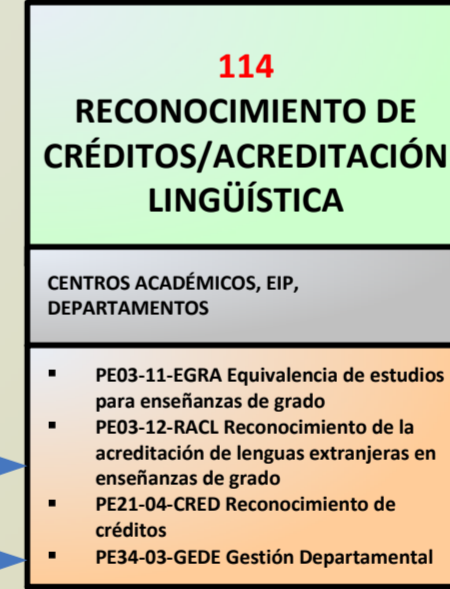 114
RECONOCIMIENTO DE
CRÉDITOS/ACREDITACIÓN
LINGÜÍSTICA
CENTROS ACADÉMICOS, EIP,
DEPARTAMENTOS
▪ PE03-11-EGRA Equivalencia de estudios
para enseñanzas de grado
▪ PE03-12-RACL Reconocimiento de la
acreditación de lenguas extranjeras en
enseñanzas de grado
▪ PE21-04-CRED Reconocimiento de
créditos
▪ PE34-03-GEDE Gestión Departamental